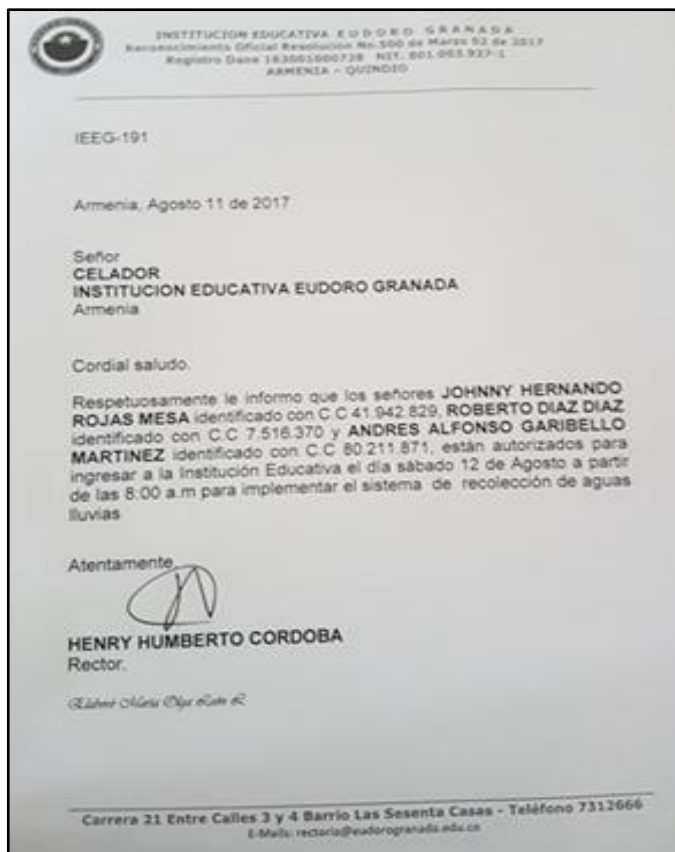 INSTITUCION EDUCATIVA EUDORO GRANADA
Reconocimiento Oficial Resolución No.500 de Marzo 02 de 2017
Registro Dane 163001000728 NIT. 801.003.927-1
ARMENIA – QUINDIO
IEEG-191
Armenia, Agosto 11 de 2017
Señor
CELADOR
INSTITUCION EDUCATIVA EUDORO GRANADA
Armenia
Cordial saludo.
Respetuosamente le informo que los señores JOHNNY HERNANDO
ROJAS MESA identificado con C.C 41.942.829, ROBERTO DIAZ DIAZ
identificado con C.C 7.516.370 y ANDRES ALFONSO GARIBELLO
MARTINEZ identificado con C.C 80.211.871, están autorizados para
ingresar a la Institución Educativa el día sábado 12 de Agosto a partir
de las 8:00 a.m para implementar el sistema de recolección de aguas
lluvias
Atentamente,
HENRY HUMBERTO CORDOBA
Rector.
Elaboró Maria Olga
Carrera 21 Entre Calles 3 y 4 Barrio Las Sesenta Casas - Teléfono 7312666
E-Mails: rectoria@eudorogranada.edu.co